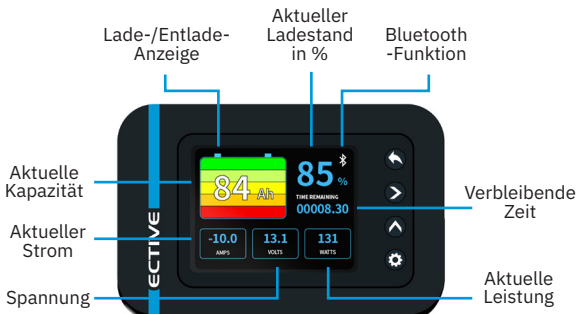 Aktueller
Ladestand
in %
Lade-/Entlade-
Anzeige
Bluetooth
-Funktion
Aktuelle
Kapazität
Aktueller
Strom
Spannung
ECTIVE
84 Ah
85 %
TIME REMAINING
00008.30
-10.0
AMPS
13.1
VOLTS
131
WATTS
Verbleibende
Zeit
Aktuelle
Leistung